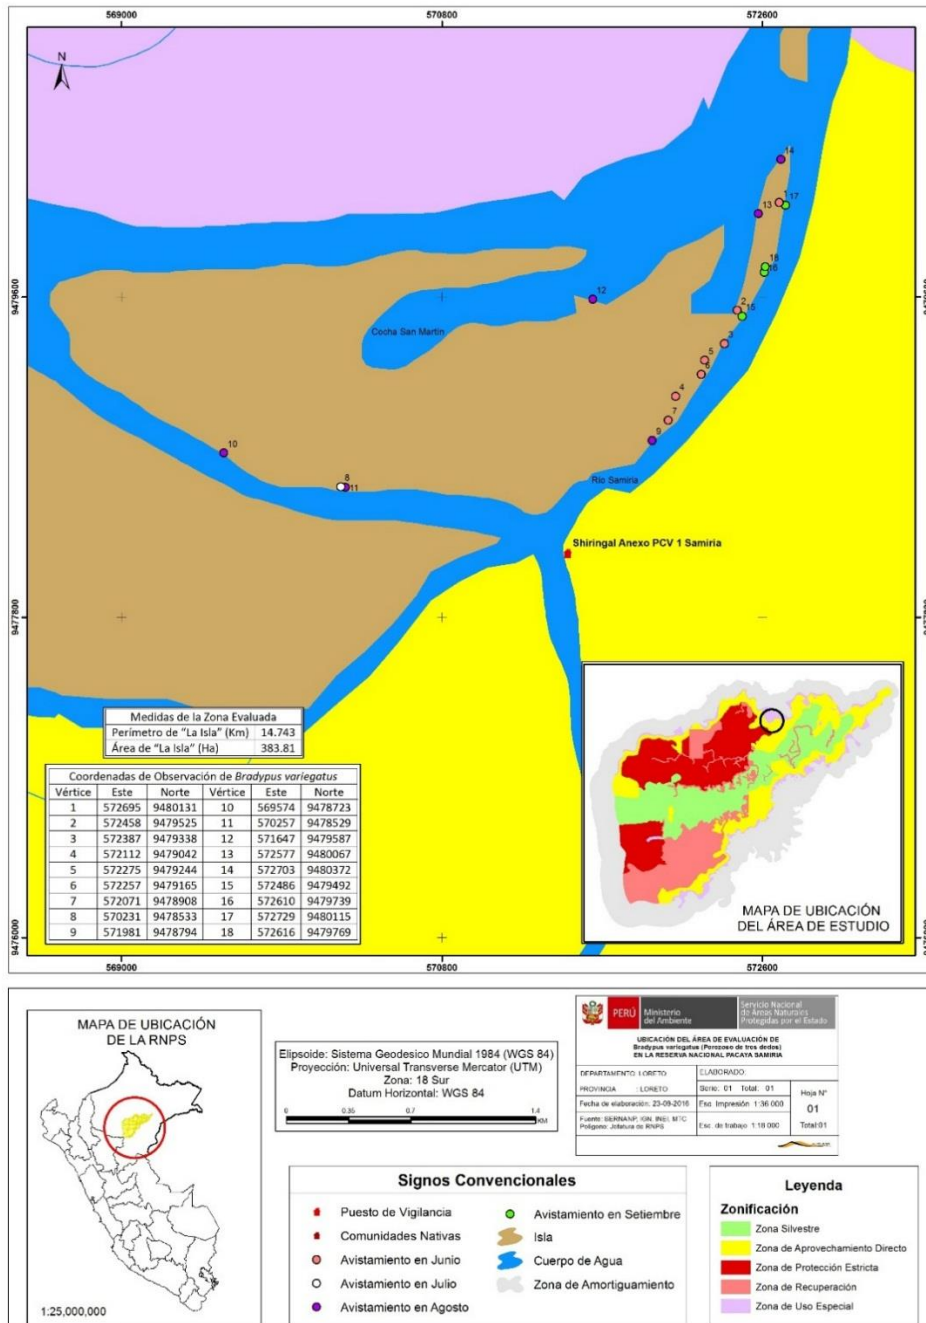 569000 570800 572600
N
14
1 17
13
18
16
12
9479600 9479600
2
15
Cocha San Martin
3
5
6
4
7
9
10
8
11
Río Samiria
Shiringal Anexo PCV 1 Samiria
9477800 9477800
Medidas de la Zona Evaluada
Perímetro de "La Isla" (Km) 14.743
Área de "La Isla" (Ha) 383.81
Coordenadas de Observación de Bradypus variegatus
Vértice Este Norte Vértice Este Norte
1 572695 9480131 10 569574 9478723
2 572458 9479525 11 570257 9478529
3 572387 9479338 12 571647 9479587
4 572112 9479042 13 572577 9480067
5 572275 9479244 14 572703 9480372
6 572257 9479165 15 572486 9479492
7 572071 9478908 16 572610 9479739
8 570231 9478533 17 572729 9480115
9 571981 9478794 18 572616 9479769
MAPA DE UBICACIÓN
DEL ÁREA DE ESTUDIO
9476000
569000 570800 572600
MAPA DE UBICACIÓN
DE LA RNPS
1:25,000,000
Elipsoide: Sistema Geodesico Mundial 1984 (WGS 84)
Proyección: Universal Transverse Mercator (UTM)
Zona: 18 Sur
Datum Horizontal: WGS 84
0 0.35 0.7 1.4
KM
PERÚ
Ministerio
del Ambiente
Servicio Nacional
de Áreas Naturales
Protegidas por el Estado
UBICACIÓN DEL ÁREA DE EVALUACIÓN DE
Bradypus variegatus (Perezoso de tres dedos)
EN LA RESERVA NACIONAL PACAYA SAMIRIA
DEPARTAMENTO: LORETO
ELABORADO:
PROVINCIA : LORETO
Serie: 01 Total: 01
Hoja N°
01
Total:01
Fecha de elaboración: 23-09-2016
Esc. Impresión 1:36 000
Fuente: SERNANP, IGN, INEI, MTC
Polígono: Jefatura de RNPS
Esc. de trabajo 1:18 000
Signos Convencionales
Puesto de Vigilancia
Comunidades Nativas
Avistamiento en Junio
Avistamiento en Julio
Avistamiento en Agosto
Avistamiento en Setiembre
Isla
Cuerpo de Agua
Zona de Amortiguamiento
Leyenda
Zonificación
Zona Silvestre
Zona de Aprovechamiento Directo
Zona de Protección Estricta
Zona de Recuperación
Zona de Uso Especial